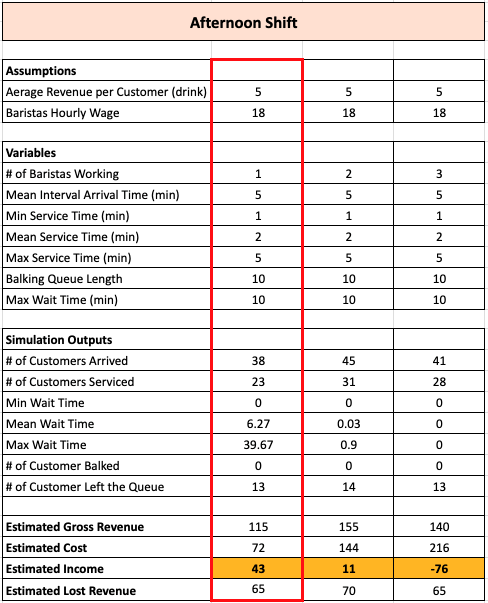 Afternoon Shift
Assumptions
Aerage Revenue per Customer (drink) 5 5 5
Baristas Hourly Wage 18 18 18
Variables
# of Baristas Working 1 2 3
Mean Interval Arrival Time (min) 5 5 5
Min Service Time (min) 1 1 1
Mean Service Time (min) 2 2 2
Max Service Time (min) 5 5 5
Balking Queue Length 10 10 10
Max Wait Time (min) 10 10 10
Simulation Outputs
# of Customers Arrived 38 45 41
# of Customers Serviced 23 31 28
Min Wait Time 0 0 0
Mean Wait Time 6.27 0.03 0
Max Wait Time 39.67 0.9 0
# of Customer Balked 0 0 0
# of Customer Left the Queue 13 14 13
Estimated Gross Revenue 115 155 140
Estimated Cost 72 144 216
Estimated Income 43 11 -76
Estimated Lost Revenue 65 70 65